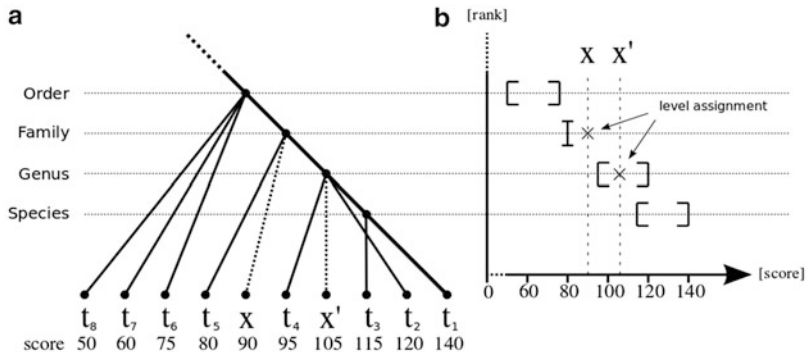 a
Order
Family
Genus
Species
t₈ t₇ t₆ t₅ x t₄ x' t₃ t₂ t₁
score 50 60 75 80 90 95 105 115 120 140
b
[rank]
x x'
level assignment
[score]
0 60 80 100 120 140